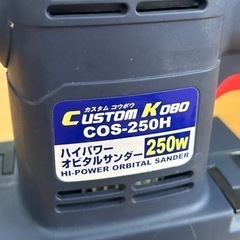 カスタム コウボウ
CUSTOM KOBO
COS-250H
ハイパワー
オビタルサンダー
250w
HI-POWER ORBITAL SANDER